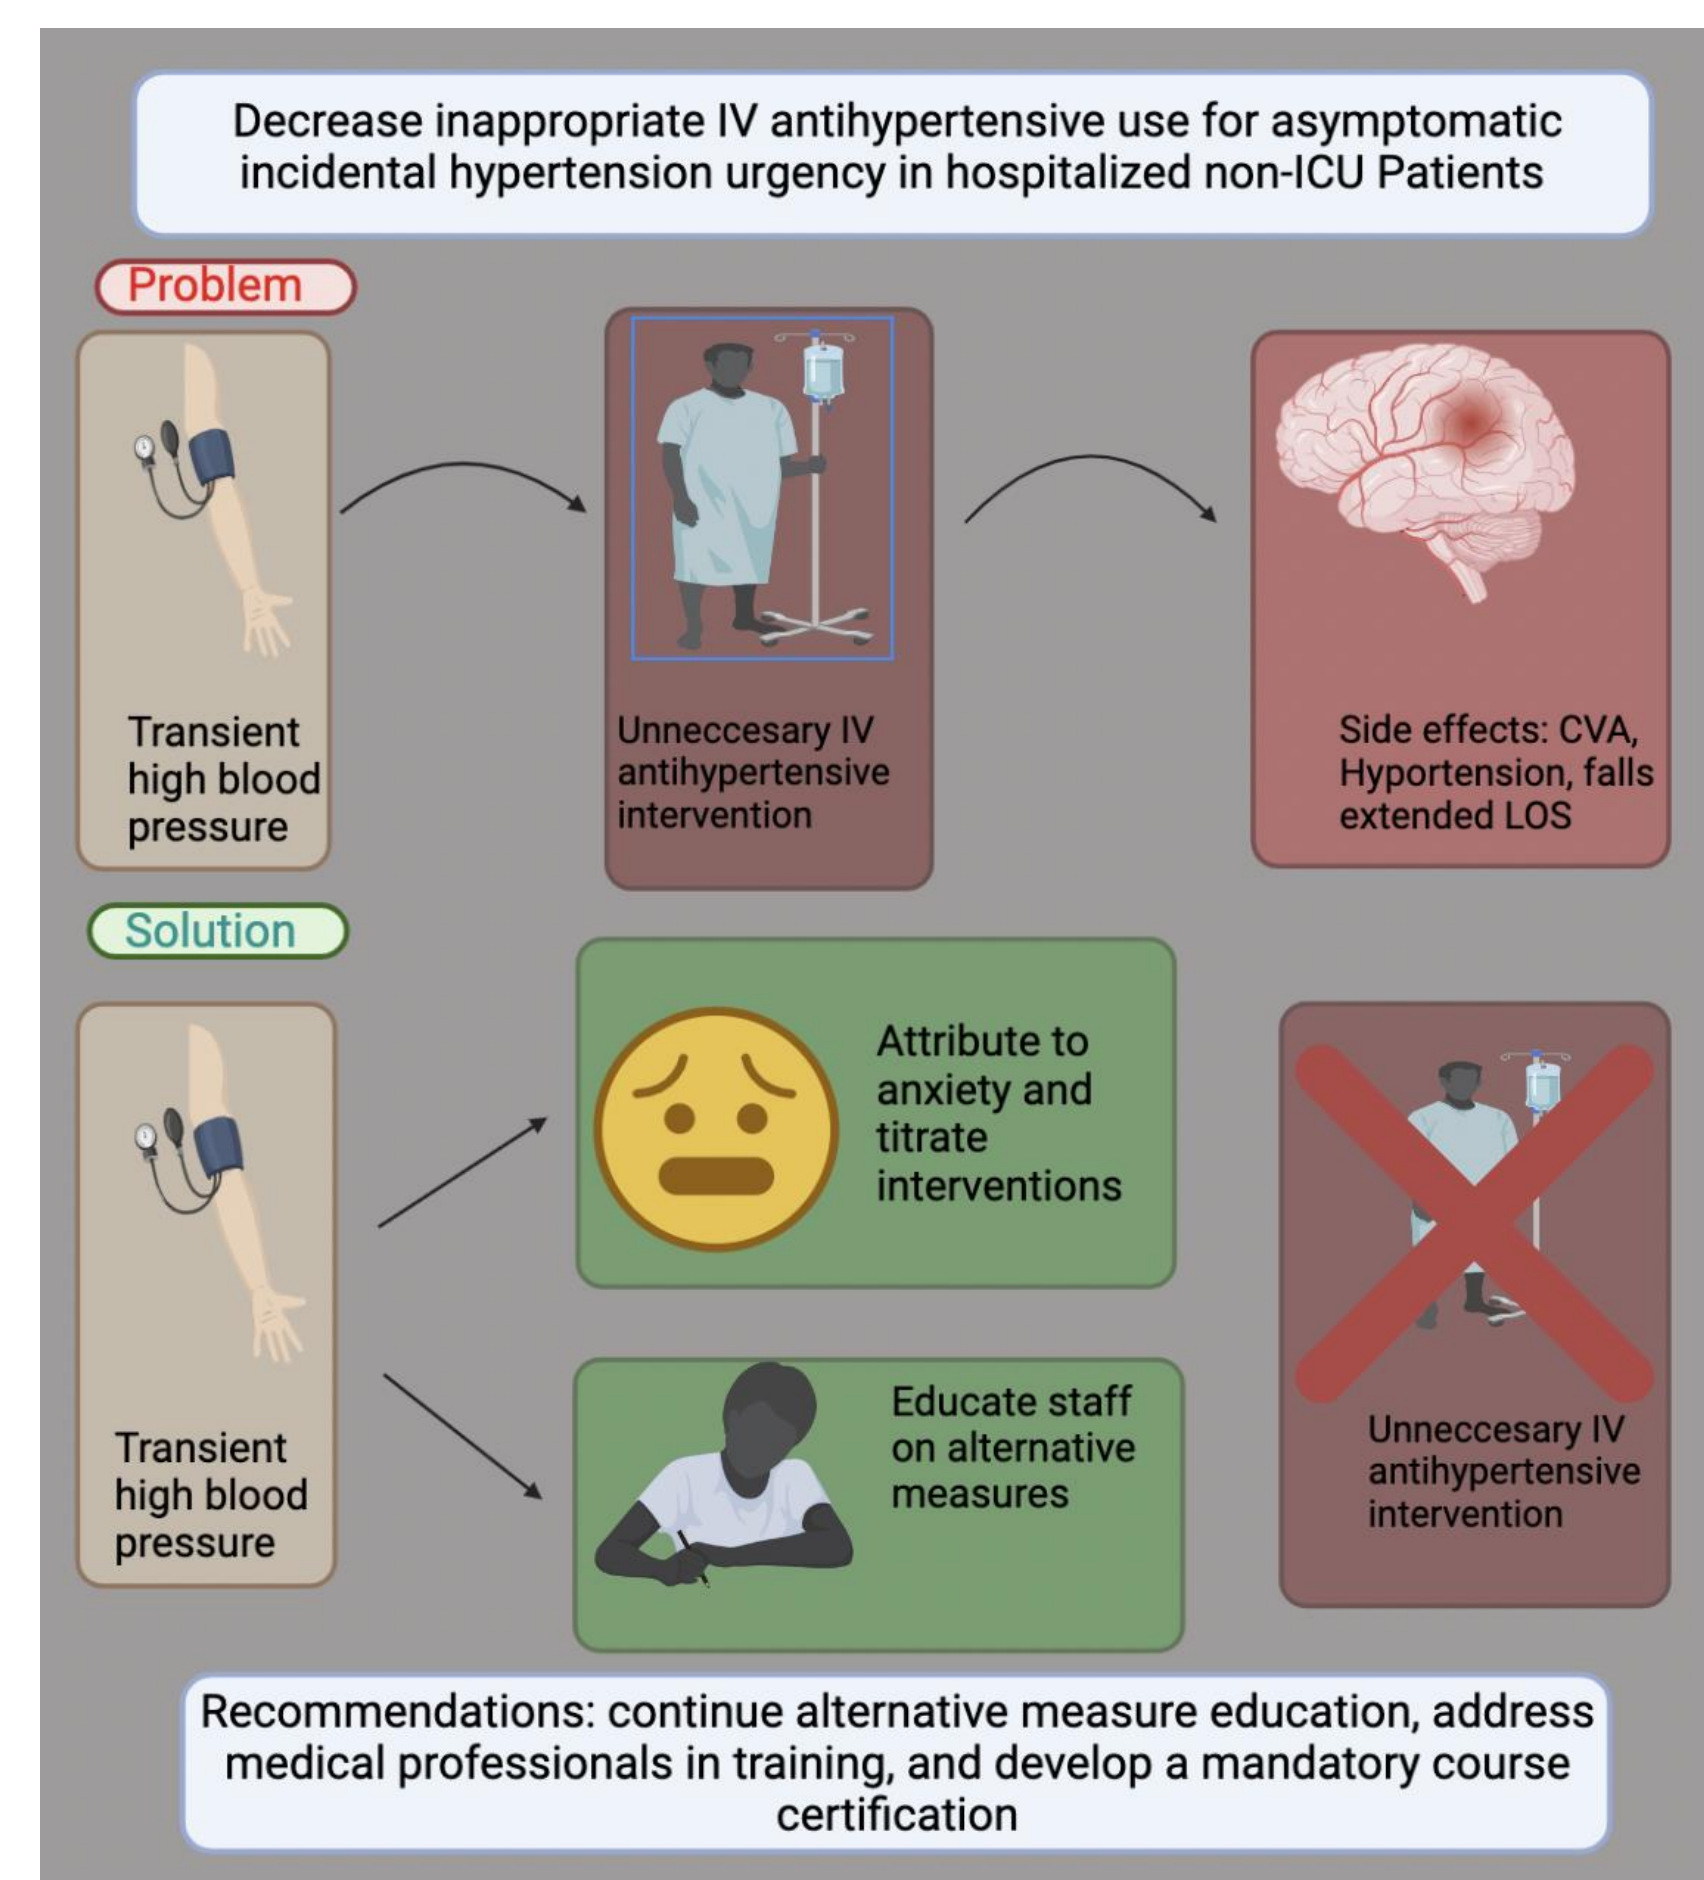 Decrease inappropriate IV antihypertensive use for asymptomatic
incidental hypertension urgency in hospitalized non-ICU Patients
Problem
Transient
high blood
pressure
Unneccesary IV
antihypertensive
intervention
Side effects: CVA,
Hyportension, falls
extended LOS
Solution
Transient
high blood
pressure
Attribute to
anxiety and
titrate
interventions
Educate staff
on alternative
measures
Unneccesary IV
antihypertensive
intervention
Recommendations: continue alternative measure education, address
medical professionals in training, and develop a mandatory course
certification